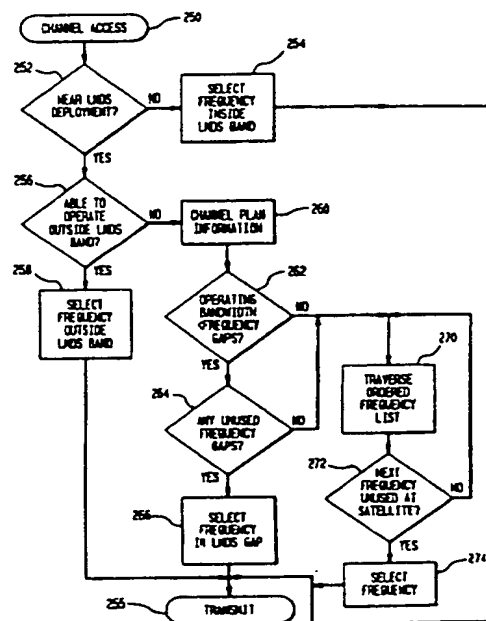 CHANNEL ACCESS
250
252
NEAR LMDS
DEPLOYMENT?
NO
254
SELECT
FREQUENCY
INSIDE
LMDS BAND
YES
256
ABLE TO
OPERATE
OUTSIDE LMDS
BAND?
NO
260
CHANNEL PLAN
INFORMATION
YES
258
SELECT
FREQUENCY
OUTSIDE
LMDS BAND
262
OPERATING
BANDWIDTH
<FREQUENCY
GAPS?
NO
YES
264
ANY UNUSED
FREQUENCY
GAPS?
NO
YES
266
SELECT
FREQUENCY
IN LMDS GAP
270
TRAVERSE
ORDERED
FREQUENCY
LIST
272
NEXT
FREQUENCY
UNUSED AT
SATELLITE?
NO
YES
274
SELECT
FREQUENCY
255
TRANSMIT